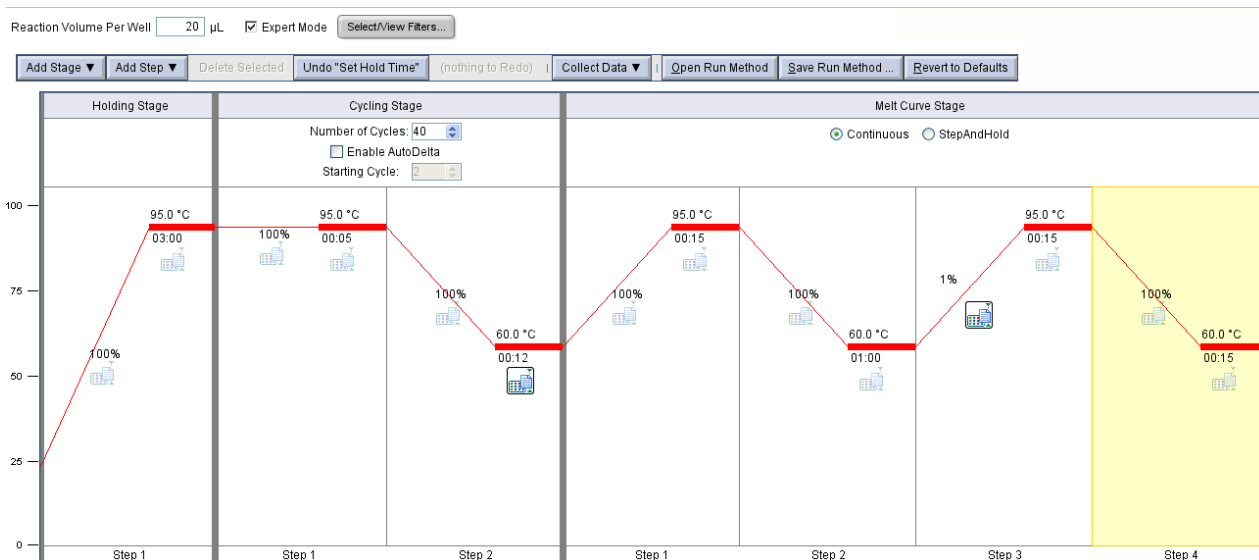 Reaction Volume Per Well 20 µL Expert Mode Select/View Filters...
Add Stage ▼ Add Step ▼ Delete Selected Undo "Set Hold Time" (nothing to Redo) | Collect Data ▼ | Open Run Method Save Run Method ... Revert to Defaults
Holding Stage Cycling Stage Melt Curve Stage
Number of Cycles: 40
Enable AutoDelta
Starting Cycle: 2
Continuous StepAndHold
100
95.0 °C 95.0 °C 95.0 °C 95.0 °C
03:00 100% 00:05 00:15 00:15
75
100% 100% 100% 1% 100%
60.0 °C 60.0 °C 60.0 °C
100% 00:12 01:00 00:15
50
25
0
Step 1 Step 1 Step 2 Step 1 Step 2 Step 3 Step 4